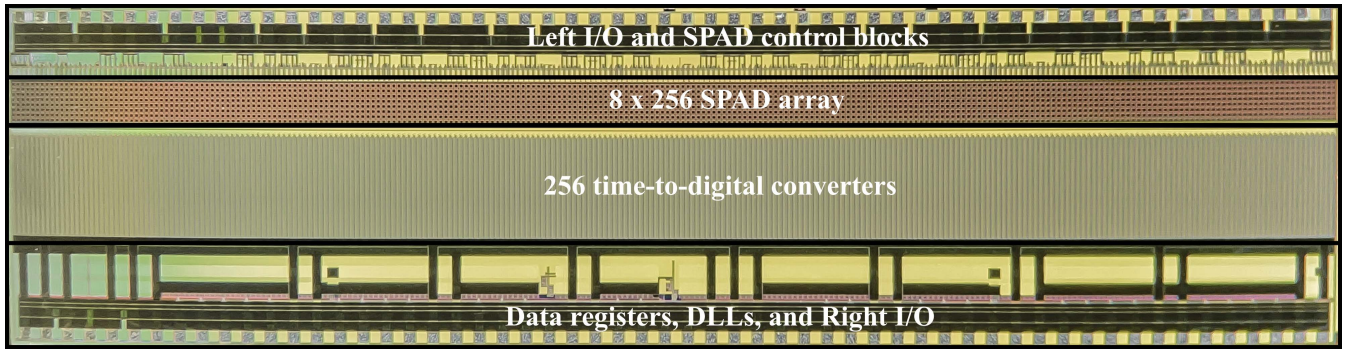 Left I/O and SPAD control blocks
8 x 256 SPAD array
256 time-to-digital converters
Data registers, DLLs, and Right I/O